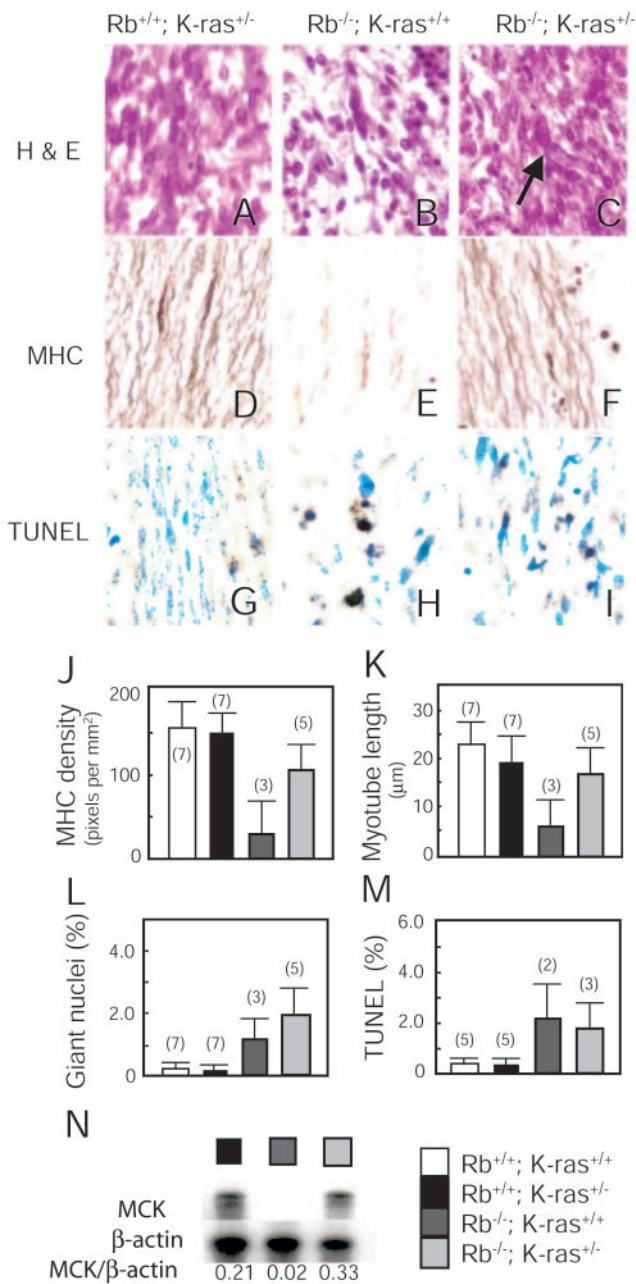 Rb+/+; K-ras+/- Rb-/-; K-ras+/+ Rb-/-; K-ras+/-
H & E
A B C
MHC
D E F
TUNEL
G H I
J
MHC density
(pixels per mm²)
200
100
0
(7) (7) (3) (5)
K
Myotube length
(µm)
30
20
10
0
(7) (7) (3) (5)
L
Giant nuclei (%)
4.0
2.0
0
(7) (7) (3) (5)
M
TUNEL (%)
6.0
4.0
2.0
0
(5) (5) (2) (3)
N
MCK
β-actin
MCK/β-actin 0.21 0.02 0.33
Rb+/+; K-ras+/+
Rb+/+; K-ras+/-
Rb-/-; K-ras+/+
Rb-/-; K-ras+/-